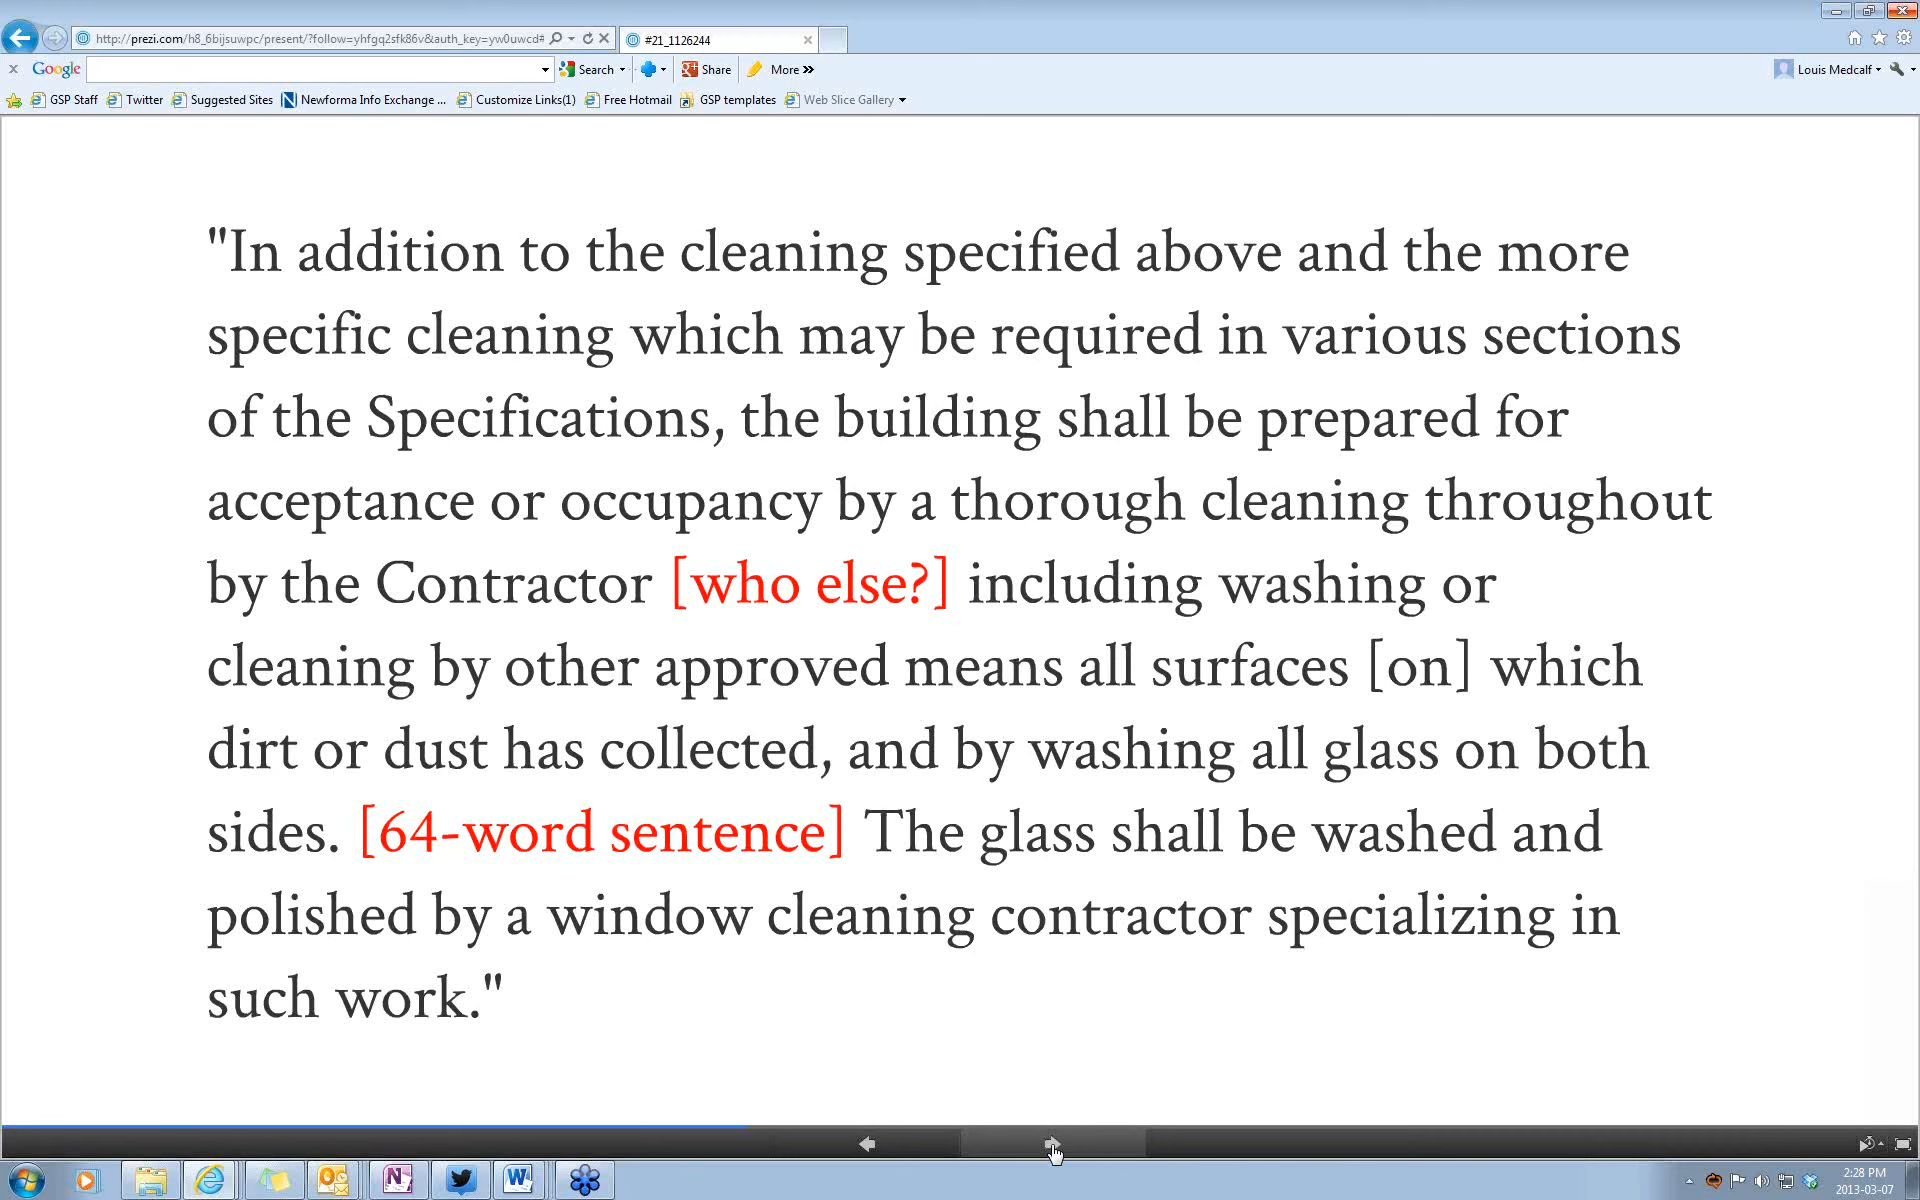 http://prezi.com/h8_6bijsuwpc/present/?follow=yhfgq2sfk86v&auth_key=yw0uwcd#
#21_1126244
x Google Search Share More »
Louis Medcalf
GSP Staff Twitter Suggested Sites Newforma Info Exchange ... Customize Links(1) Free Hotmail GSP templates Web Slice Gallery
"In addition to the cleaning specified above and the more
specific cleaning which may be required in various sections
of the Specifications, the building shall be prepared for
acceptance or occupancy by a thorough cleaning throughout
by the Contractor [who else?] including washing or
cleaning by other approved means all surfaces [on] which
dirt or dust has collected, and by washing all glass on both
sides. [64-word sentence] The glass shall be washed and
polished by a window cleaning contractor specializing in
such work."
2:28 PM
2013-03-07